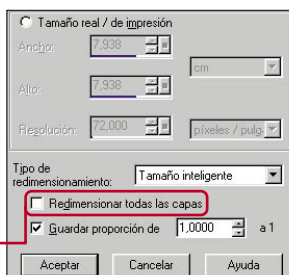 Tamaño real / de impresión
Ancho: 7,938
cm
Alto: 7,938
Resolución: 72,000 píxeles / pulg.
Tipo de
redimensionamiento: Tamaño inteligente
Redimensionar todas las capas
Guardar proporción de 1,0000 a 1
Aceptar Cancelar Ayuda